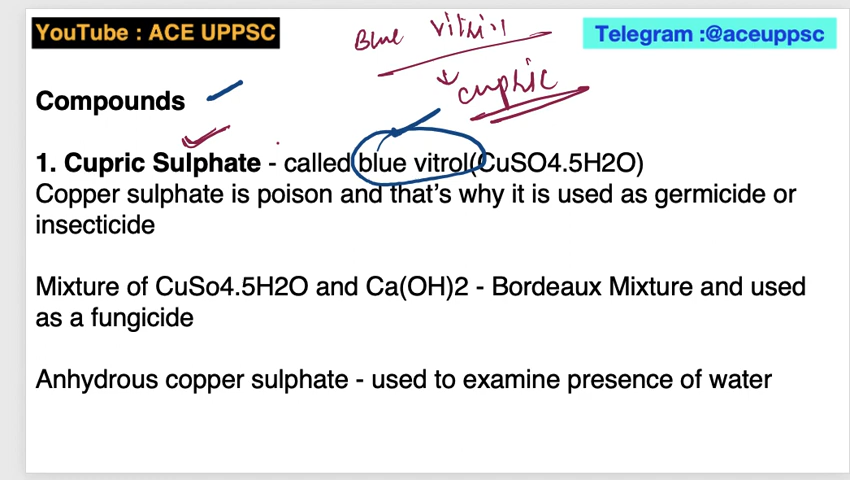 YouTube : ACE UPPSC
Blue vitriol
Telegram :@aceuppsc
cuphic
Compounds
1. Cupric Sulphate - called blue vitrol(CuSO4.5H2O)
Copper sulphate is poison and that's why it is used as germicide or
insecticide
Mixture of CuSo4.5H2O and Ca(OH)2 - Bordeaux Mixture and used
as a fungicide
Anhydrous copper sulphate - used to examine presence of water